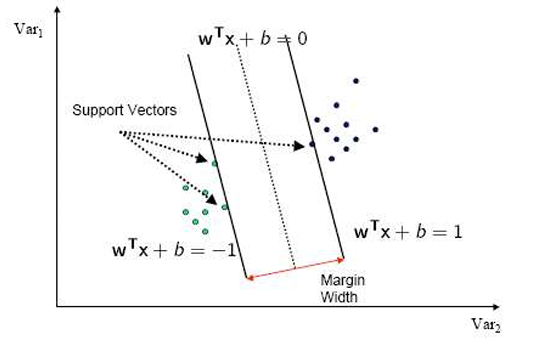 Var₁
wᵀx + b = 0
Support Vectors
wᵀx + b = 1
wᵀx + b = −1
Margin
Width
Var₂